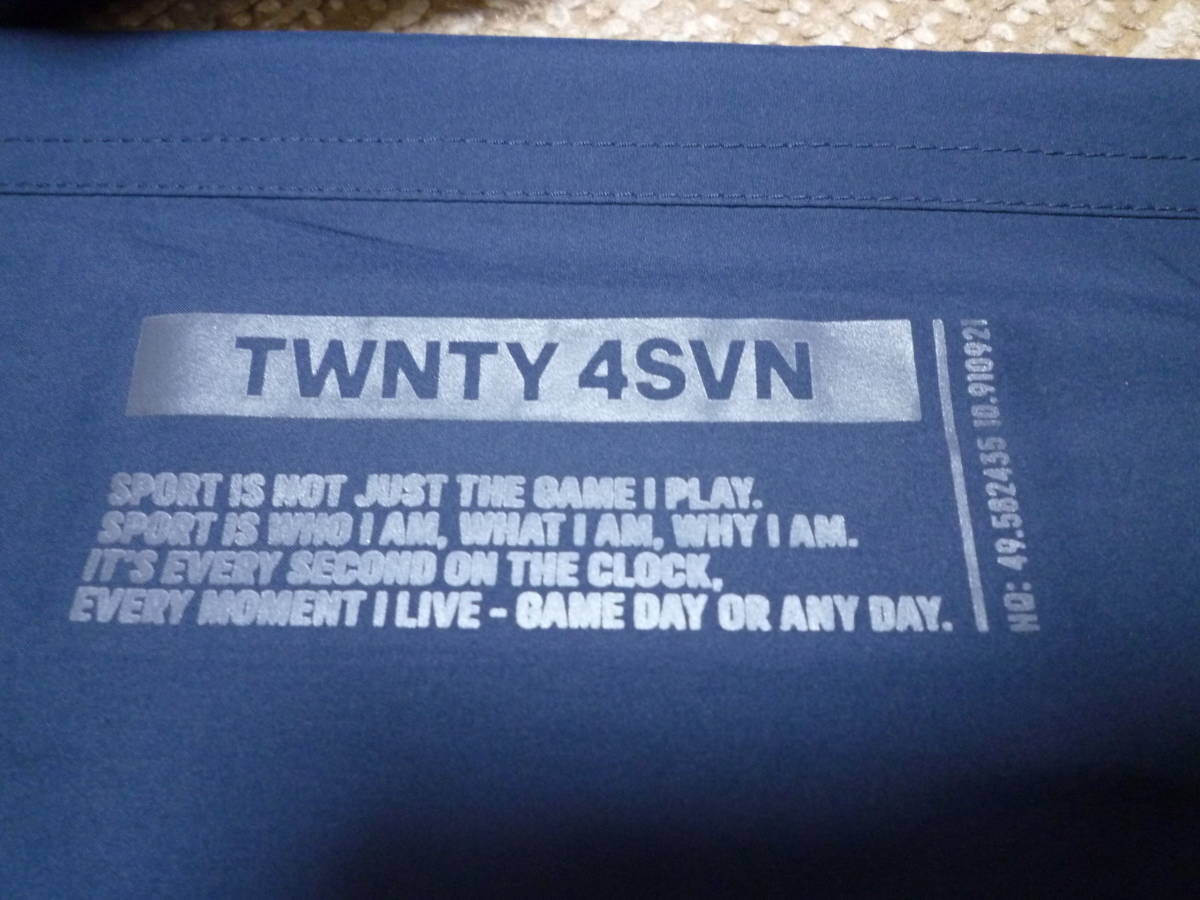 TWNTY 4SVN
SPORT IS NOT JUST THE GAME I PLAY.
SPORT IS WHO I AM, WHAT I AM, WHY I AM.
IT'S EVERY SECOND ON THE CLOCK,
EVERY MOMENT I LIVE - GAME DAY OR ANY DAY.
HQ: 49.582435 10.910921